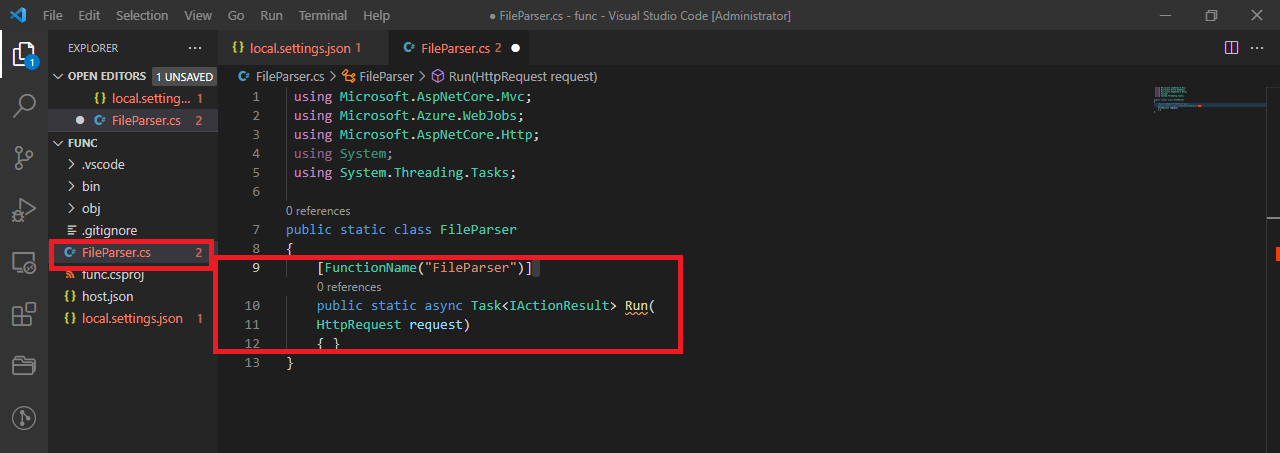 File Edit Selection View Go Run Terminal Help ● FileParser.cs - func - Visual Studio Code [Administrator]
EXPLORER ···
local.settings.json 1 FileParser.cs 2 ●
OPEN EDITORS 1 UNSAVED
local.setting... 1
● FileParser.cs 2
FUNC
.vscode
bin
obj
.gitignore
FileParser.cs 2
func.csproj
host.json
local.settings.json 1
1
FileParser.cs > FileParser > Run(HttpRequest request)
1 using Microsoft.AspNetCore.Mvc;
2 using Microsoft.Azure.WebJobs;
3 using Microsoft.AspNetCore.Http;
4 using System;
5 using System.Threading.Tasks;
6
0 references
7 public static class FileParser
8 {
9 [FunctionName("FileParser")]
0 references
10 public static async Task<IActionResult> Run(
11 HttpRequest request)
12 { }
13 }